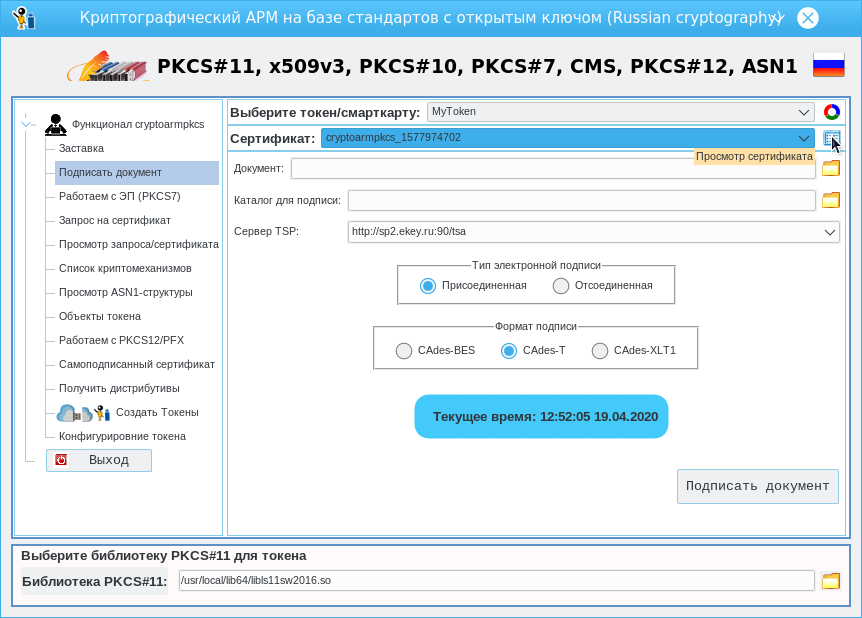 Криптографический АРМ на базе стандартов с открытым ключом (Russian cryptography)
PKCS#11, x509v3, PKCS#10, PKCS#7, CMS, PKCS#12, ASN1
Функционал cryptoarmpkcs
Заставка
Подписать документ
Работаем с ЭП (PKCS7)
Запрос на сертификат
Просмотр запроса/сертификата
Список криптомеханизмов
Просмотр ASN1-структуры
Объекты токена
Работаем с PKCS12/PFX
Самоподписанный сертификат
Получить дистрибутивы
Создать Токены
Конфигурировние токена
Выход
Выберите токен/смарткарту: MyToken
Сертификат: cryptoarmpkcs_1577974702
Просмотр сертификата
Документ:
Каталог для подписи:
Сервер TSP: http://sp2.ekey.ru:90/tsa
Тип электронной подписи
Присоединенная Отсоединенная
Формат подписи
CAdes-BES CAdes-T CAdes-XLT1
Текущее время: 12:52:05 19.04.2020
Подписать документ
Выберите библиотеку PKCS#11 для токена
Библиотека PKCS#11: /usr/local/lib64/libls11sw2016.so